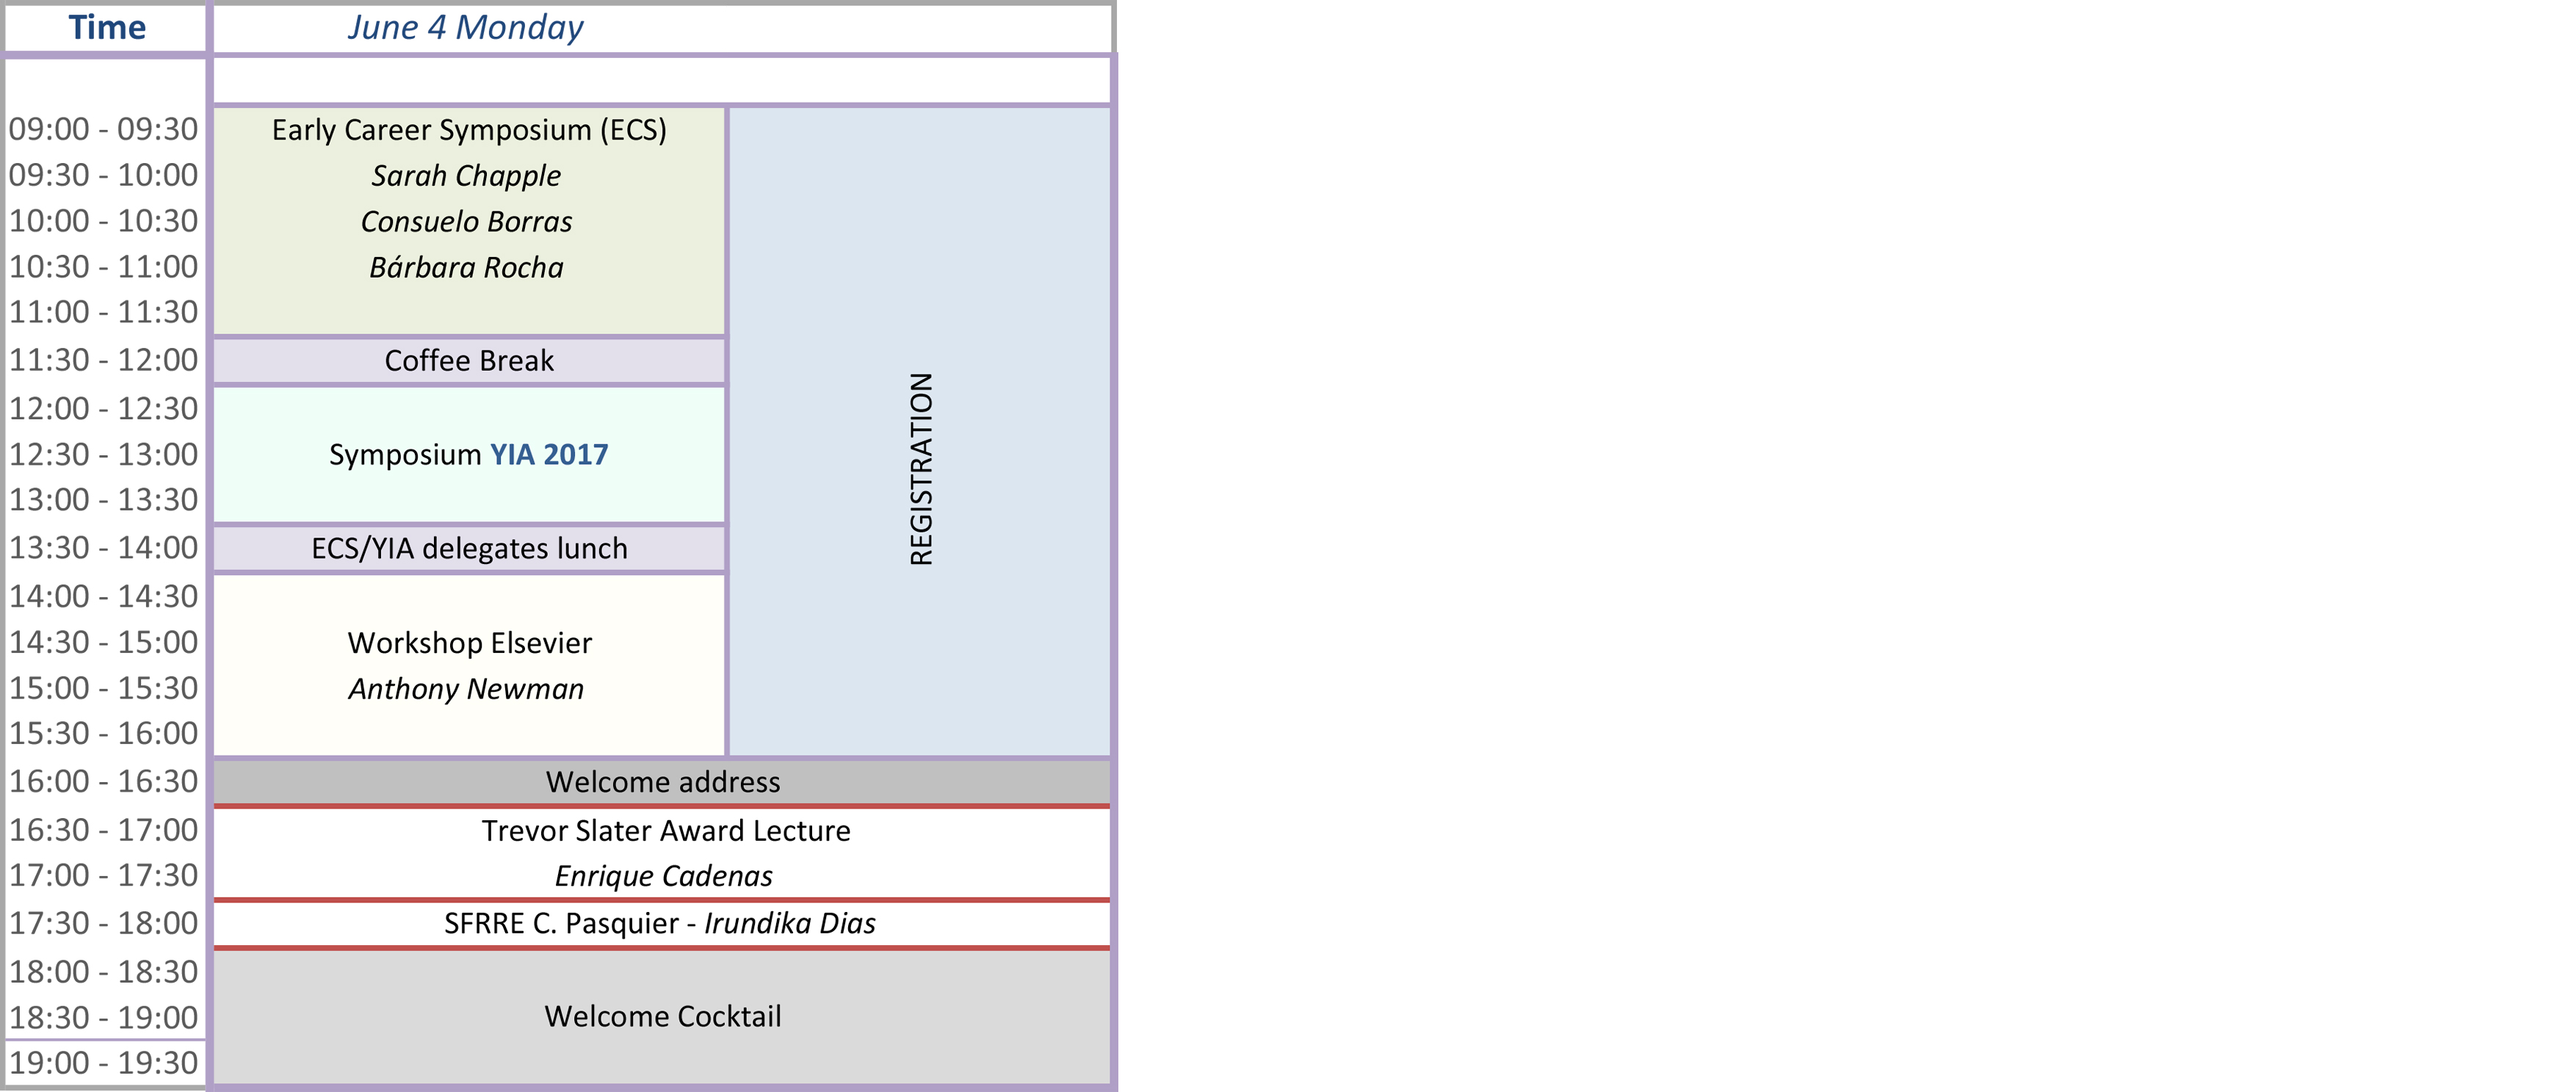 Time June 4 Monday
09:00 - 09:30 Early Career Symposium (ECS)
09:30 - 10:00 Sarah Chapple
10:00 - 10:30 Consuelo Borras
10:30 - 11:00 Bárbara Rocha
11:00 - 11:30
11:30 - 12:00 Coffee Break
12:00 - 12:30
12:30 - 13:00 Symposium YIA 2017
13:00 - 13:30
13:30 - 14:00 ECS/YIA delegates lunch
14:00 - 14:30
14:30 - 15:00 Workshop Elsevier
15:00 - 15:30 Anthony Newman
15:30 - 16:00
REGISTRATION
16:00 - 16:30 Welcome address
16:30 - 17:00 Trevor Slater Award Lecture
17:00 - 17:30 Enrique Cadenas
17:30 - 18:00 SFRRE C. Pasquier - Irundika Dias
18:00 - 18:30
18:30 - 19:00 Welcome Cocktail
19:00 - 19:30